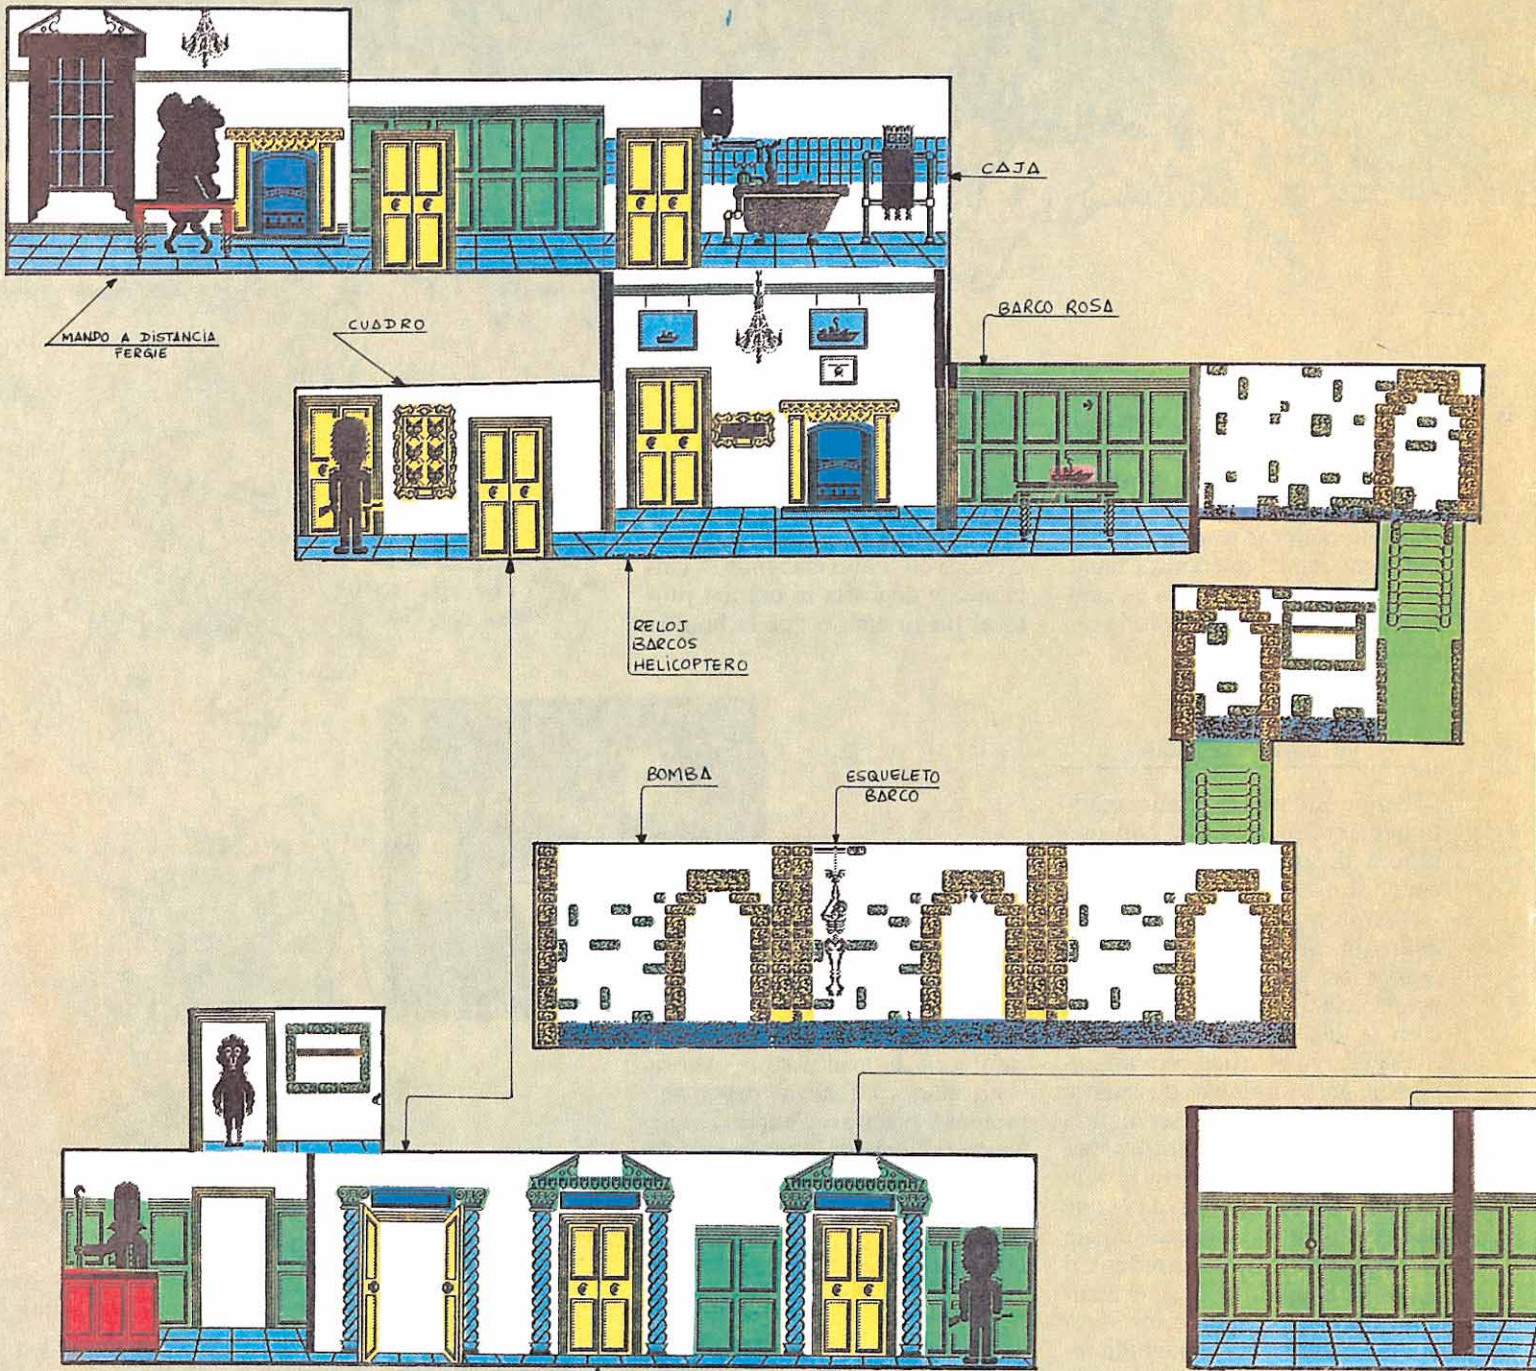 CAJA
MANDO A DISTANCIA
FERGIE
CUADRO
BARCO ROSA
RELOJ
BARCOS
HELICOPTERO
BOMBA
ESQUELETO
BARCO